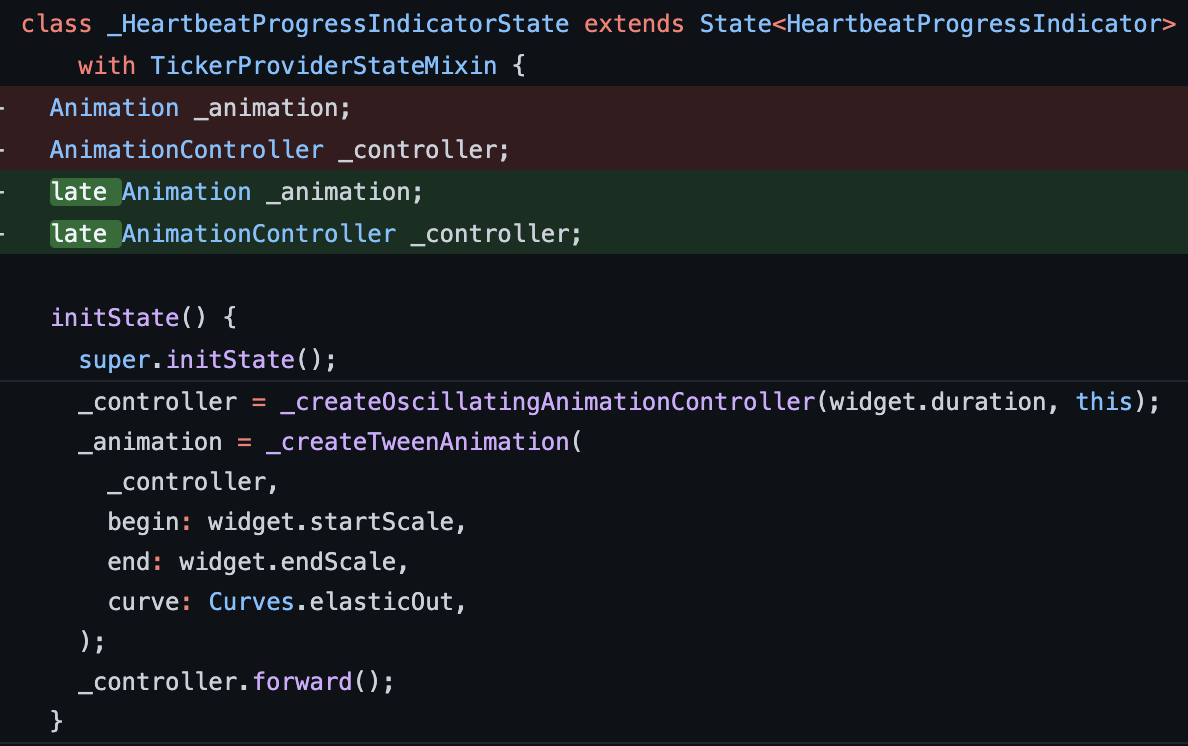 class _HeartbeatProgressIndicatorState extends State<HeartbeatProgressIndicator>
with TickerProviderStateMixin {
- Animation _animation;
- AnimationController _controller;
late Animation _animation;
late AnimationController _controller;
initState() {
super.initState();
_controller = _createOscillatingAnimationController(widget.duration, this);
_animation = _createTweenAnimation(
_controller,
begin: widget.startScale,
end: widget.endScale,
curve: Curves.elasticOut,
);
_controller.forward();
}